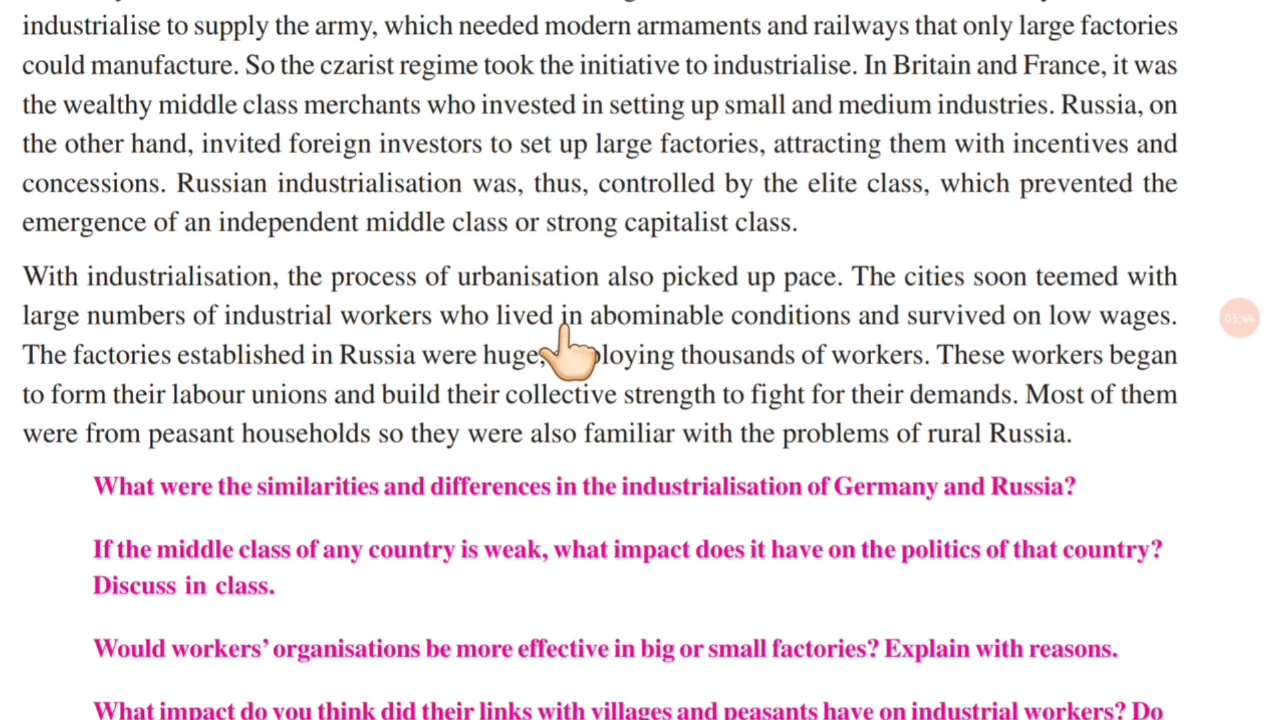 industrialise to supply the army, which needed modern armaments and railways that only large factories
could manufacture. So the czarist regime took the initiative to industrialise. In Britain and France, it was
the wealthy middle class merchants who invested in setting up small and medium industries. Russia, on
the other hand, invited foreign investors to set up large factories, attracting them with incentives and
concessions. Russian industrialisation was, thus, controlled by the elite class, which prevented the
emergence of an independent middle class or strong capitalist class.
With industrialisation, the process of urbanisation also picked up pace. The cities soon teemed with
large numbers of industrial workers who lived in abominable conditions and survived on low wages.
03:44
The factories established in Russia were huge, ploying thousands of workers. These workers began
to form their labour unions and build their collective strength to fight for their demands. Most of them
were from peasant households so they were also familiar with the problems of rural Russia.
What were the similarities and differences in the industrialisation of Germany and Russia?
If the middle class of any country is weak, what impact does it have on the politics of that country?
Discuss in class.
Would workers' organisations be more effective in big or small factories? Explain with reasons.
What impact do you think did their links with villages and peasants have on industrial workers? Do